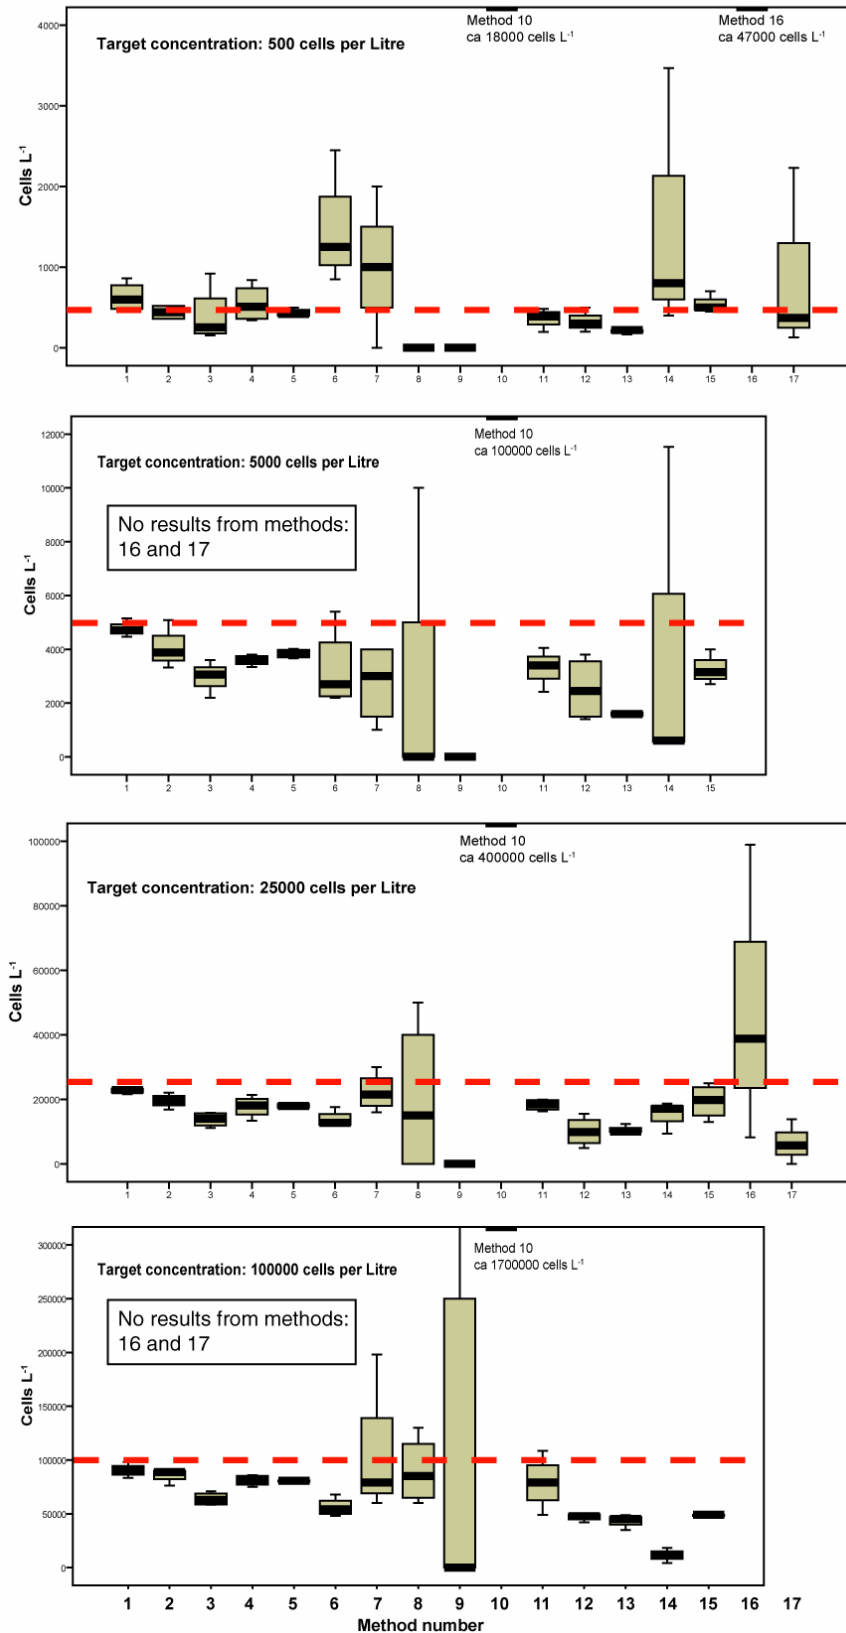 Method 10
ca 18000 cells L⁻¹
Method 16
ca 47000 cells L⁻¹
Target concentration: 500 cells per Litre
Cells L⁻¹
4000
3000
2000
1000
0
1 2 3 4 5 6 7 8 9 10 11 12 13 14 15 16 17
Method 10
ca 100000 cells L⁻¹
Target concentration: 5000 cells per Litre
No results from methods:
16 and 17
Cells L⁻¹
12000
10000
8000
6000
4000
2000
0
1 2 3 4 5 6 7 8 9 10 11 12 13 14 15
Method 10
ca 400000 cells L⁻¹
Target concentration: 25000 cells per Litre
Cells L⁻¹
100000
80000
60000
40000
20000
0
1 2 3 4 5 6 7 8 9 10 11 12 13 14 15 16 17
Method 10
ca 1700000 cells L⁻¹
Target concentration: 100000 cells per Litre
No results from methods:
16 and 17
Cells L⁻¹
300000
250000
200000
150000
100000
50000
0
1 2 3 4 5 6 7 8 9 10 11 12 13 14 15 16 17
Method number